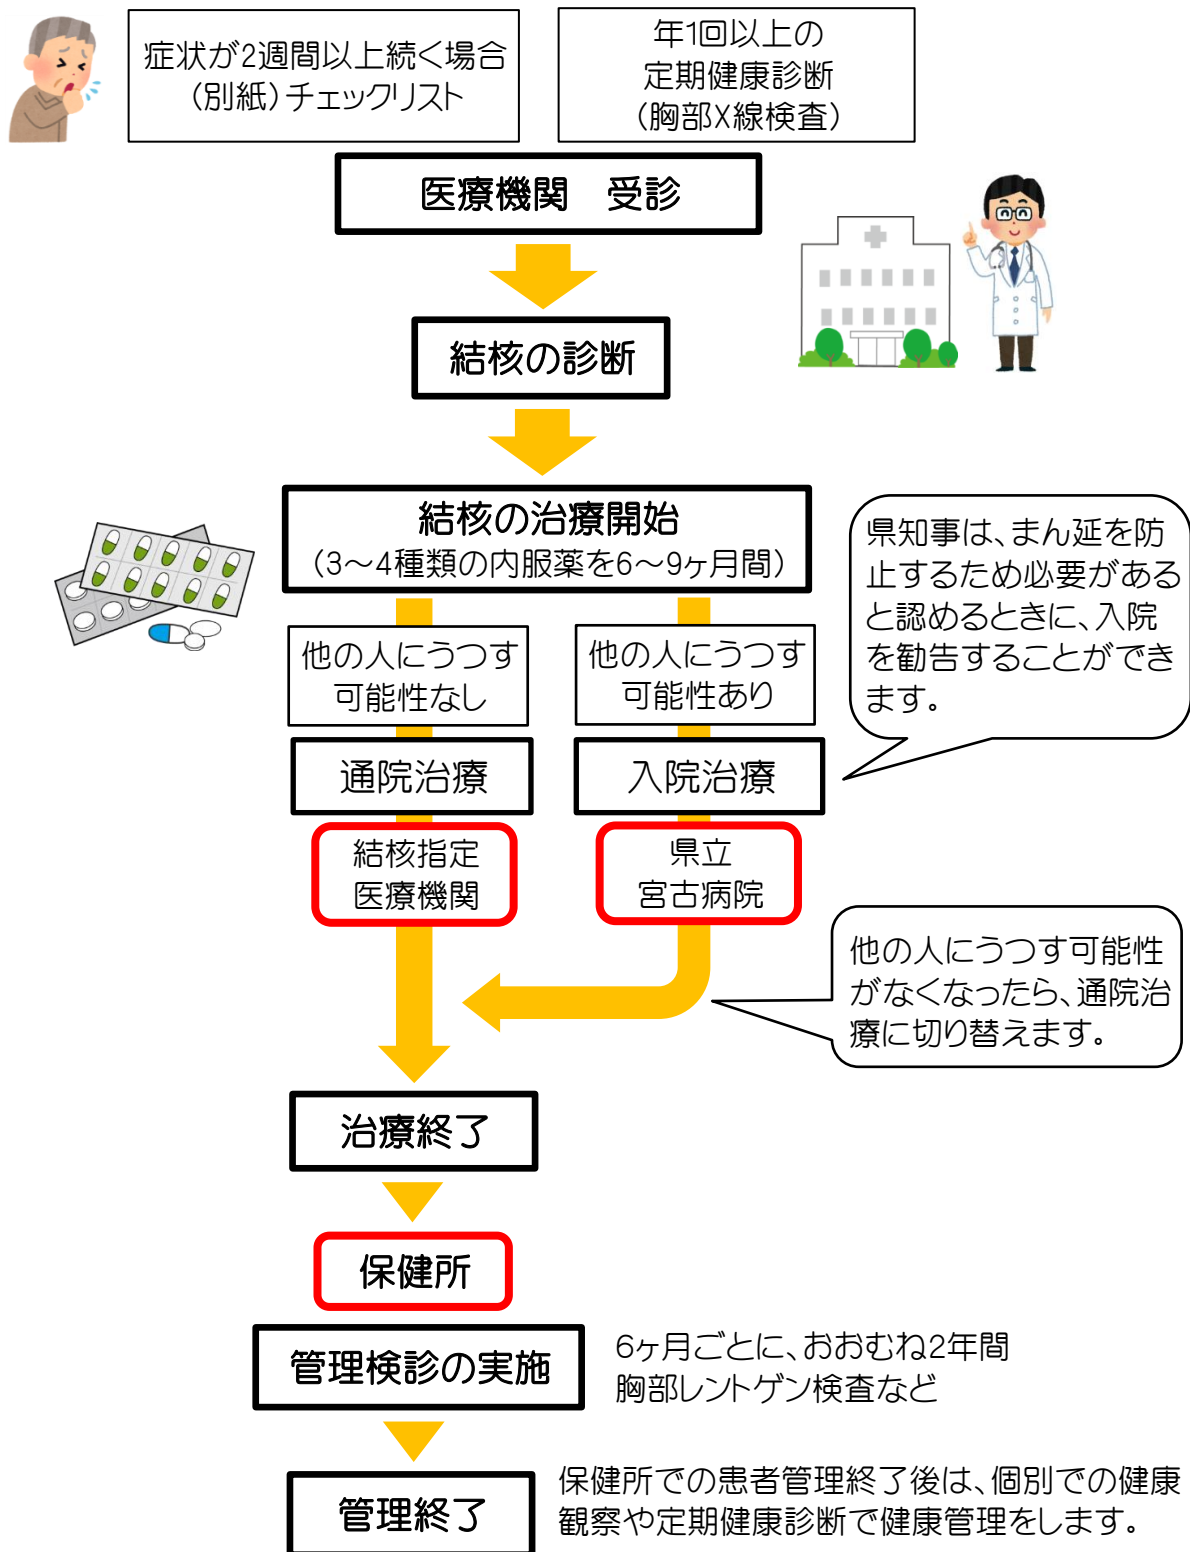 症状が2週間以上続く場合
(別紙)チェックリスト
年1回以上の
定期健康診断
(胸部X線検査)
医療機関　受診
結核の診断
結核の治療開始
(3～4種類の内服薬を6～9ヶ月間)
県知事は、まん延を防
止するため必要がある
と認めるときに、入院
を勧告することができ
ます。
他の人にうつす
可能性なし
他の人にうつす
可能性あり
通院治療
入院治療
結核指定
医療機関
県立
宮古病院
他の人にうつす可能性
がなくなったら、通院治
療に切り替えます。
治療終了
保健所
管理検診の実施
6ヶ月ごとに、おおむね2年間
胸部レントゲン検査など
管理終了
保健所での患者管理終了後は、個別での健康
観察や定期健康診断で健康管理をします。